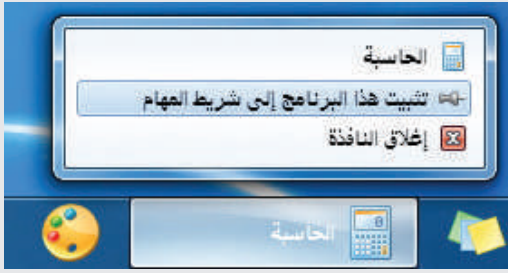 الحاسبة
تثبيت هذا البرنامج إلى شريط المهام
إغلاق النافذة
الحاسبة